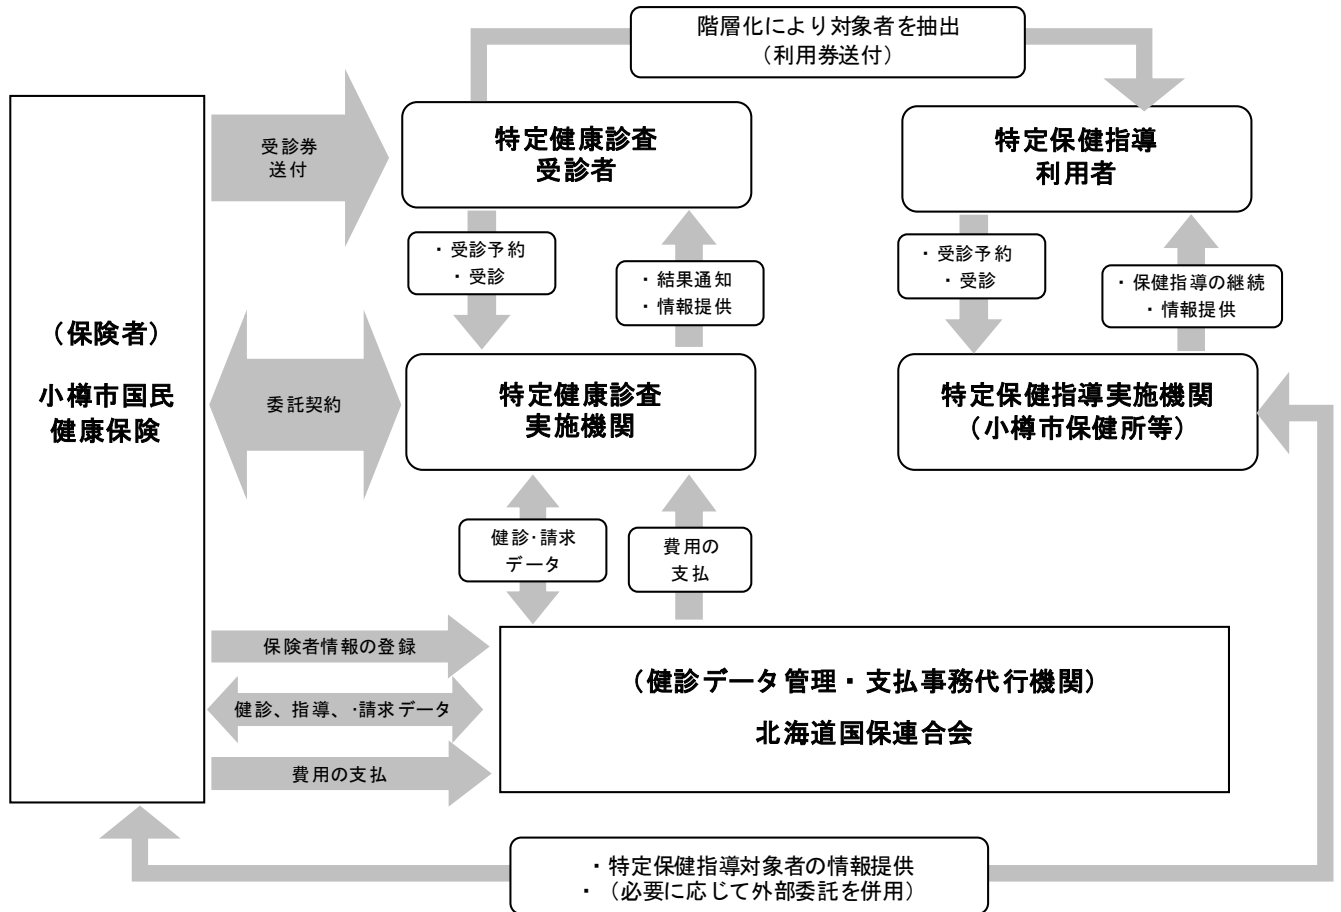 階層化により対象者を抽出
（利用券送付）
受診券
送付
特定健康診査
受診者
特定保健指導
利用者
・受診予約
・受診
・結果通知
・情報提供
・受診予約
・受診
・保健指導の継続
・情報提供
（保険者）
小樽市国民
健康保険
委託契約
特定健康診査
実施機関
特定保健指導実施機関
（小樽市保健所等）
健診･請求
データ
費用の
支払
保険者情報の登録
健診、指導、･請求データ
費用の支払
（健診データ管理・支払事務代行機関）
北海道国保連合会
・特定保健指導対象者の情報提供
・（必要に応じて外部委託を併用）